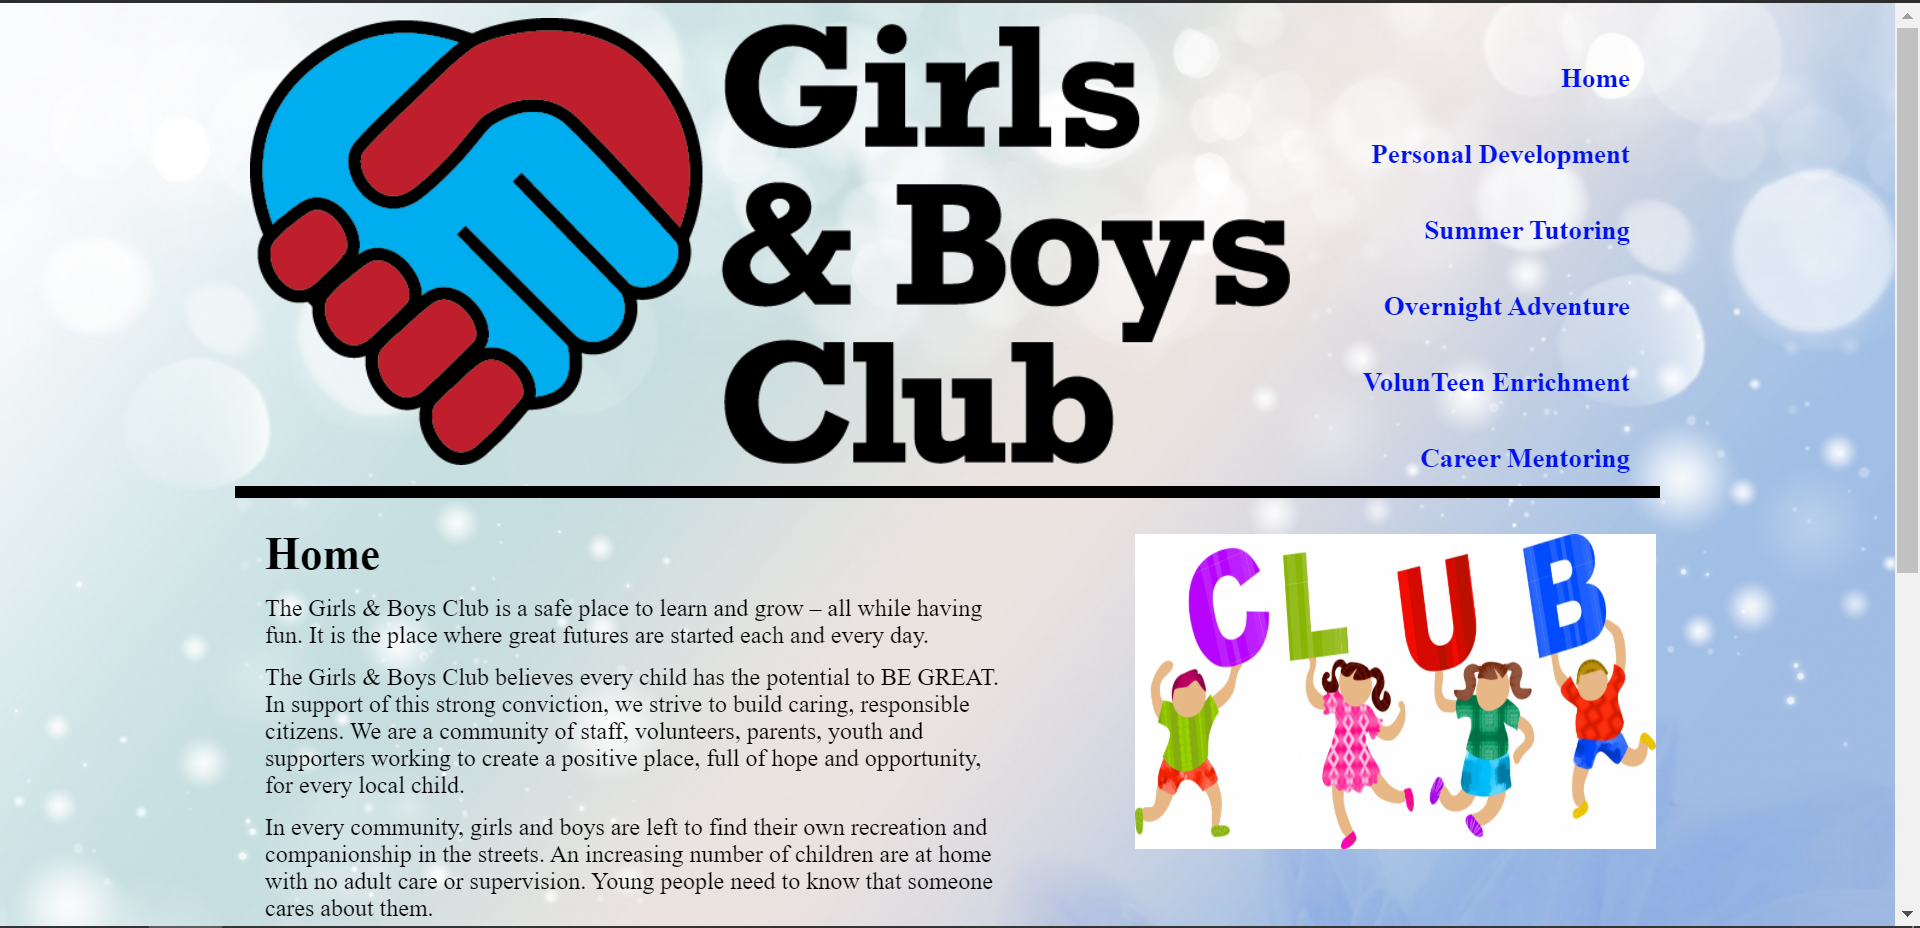 Girls
& Boys
Club
Home
Personal Development
Summer Tutoring
Overnight Adventure
VolunTeen Enrichment
Career Mentoring
Home
The Girls & Boys Club is a safe place to learn and grow – all while having
fun. It is the place where great futures are started each and every day.
The Girls & Boys Club believes every child has the potential to BE GREAT.
In support of this strong conviction, we strive to build caring, responsible
citizens. We are a community of staff, volunteers, parents, youth and
supporters working to create a positive place, full of hope and opportunity,
for every local child.
In every community, girls and boys are left to find their own recreation and
companionship in the streets. An increasing number of children are at home
with no adult care or supervision. Young people need to know that someone
cares about them.
CLUB